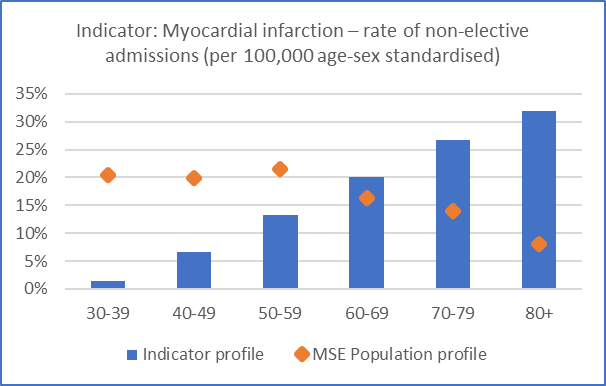 Indicator: Myocardial infarction – rate of non-elective
admissions (per 100,000 age-sex standardised)
35%
30%
25%
20%
15%
10%
5%
0%
30-39 40-49 50-59 60-69 70-79 80+
Indicator profile MSE Population profile